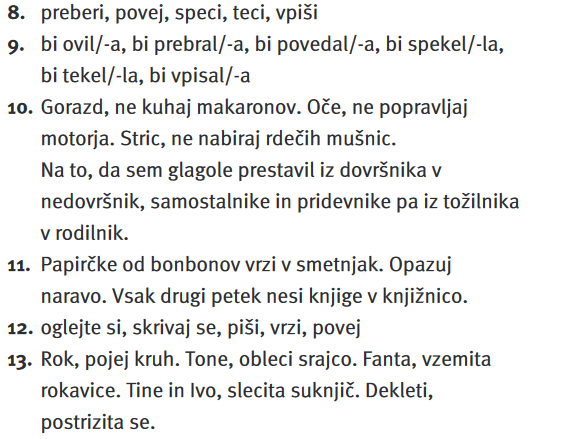 8. preberi, povej, speci, teci, vpiši
9. bi ovil/-a, bi prebral/-a, bi povedal/-a, bi spekel/-la,
bi tekel/-la, bi vpisal/-a
10. Gorazd, ne kuhaj makaronov. Oče, ne popravljaj
motorja. Stric, ne nabiraj rdečih mušnic.
Na to, da sem glagole prestavil iz dovršnika v
nedovršnik, samostalnike in pridevnike pa iz tožilnika
v rodilnik.
11. Papirčke od bonbonov vrzi v smetnjak. Opazuj
naravo. Vsak drugi petek nesi knjige v knjižnico.
12. oglejte si, skrivaj se, piši, vrzi, povej
13. Rok, pojej kruh. Tone, obleci srajco. Fanta, vzemita
rokavice. Tine in Ivo, slecita suknjič. Dekleti,
postrizita se.